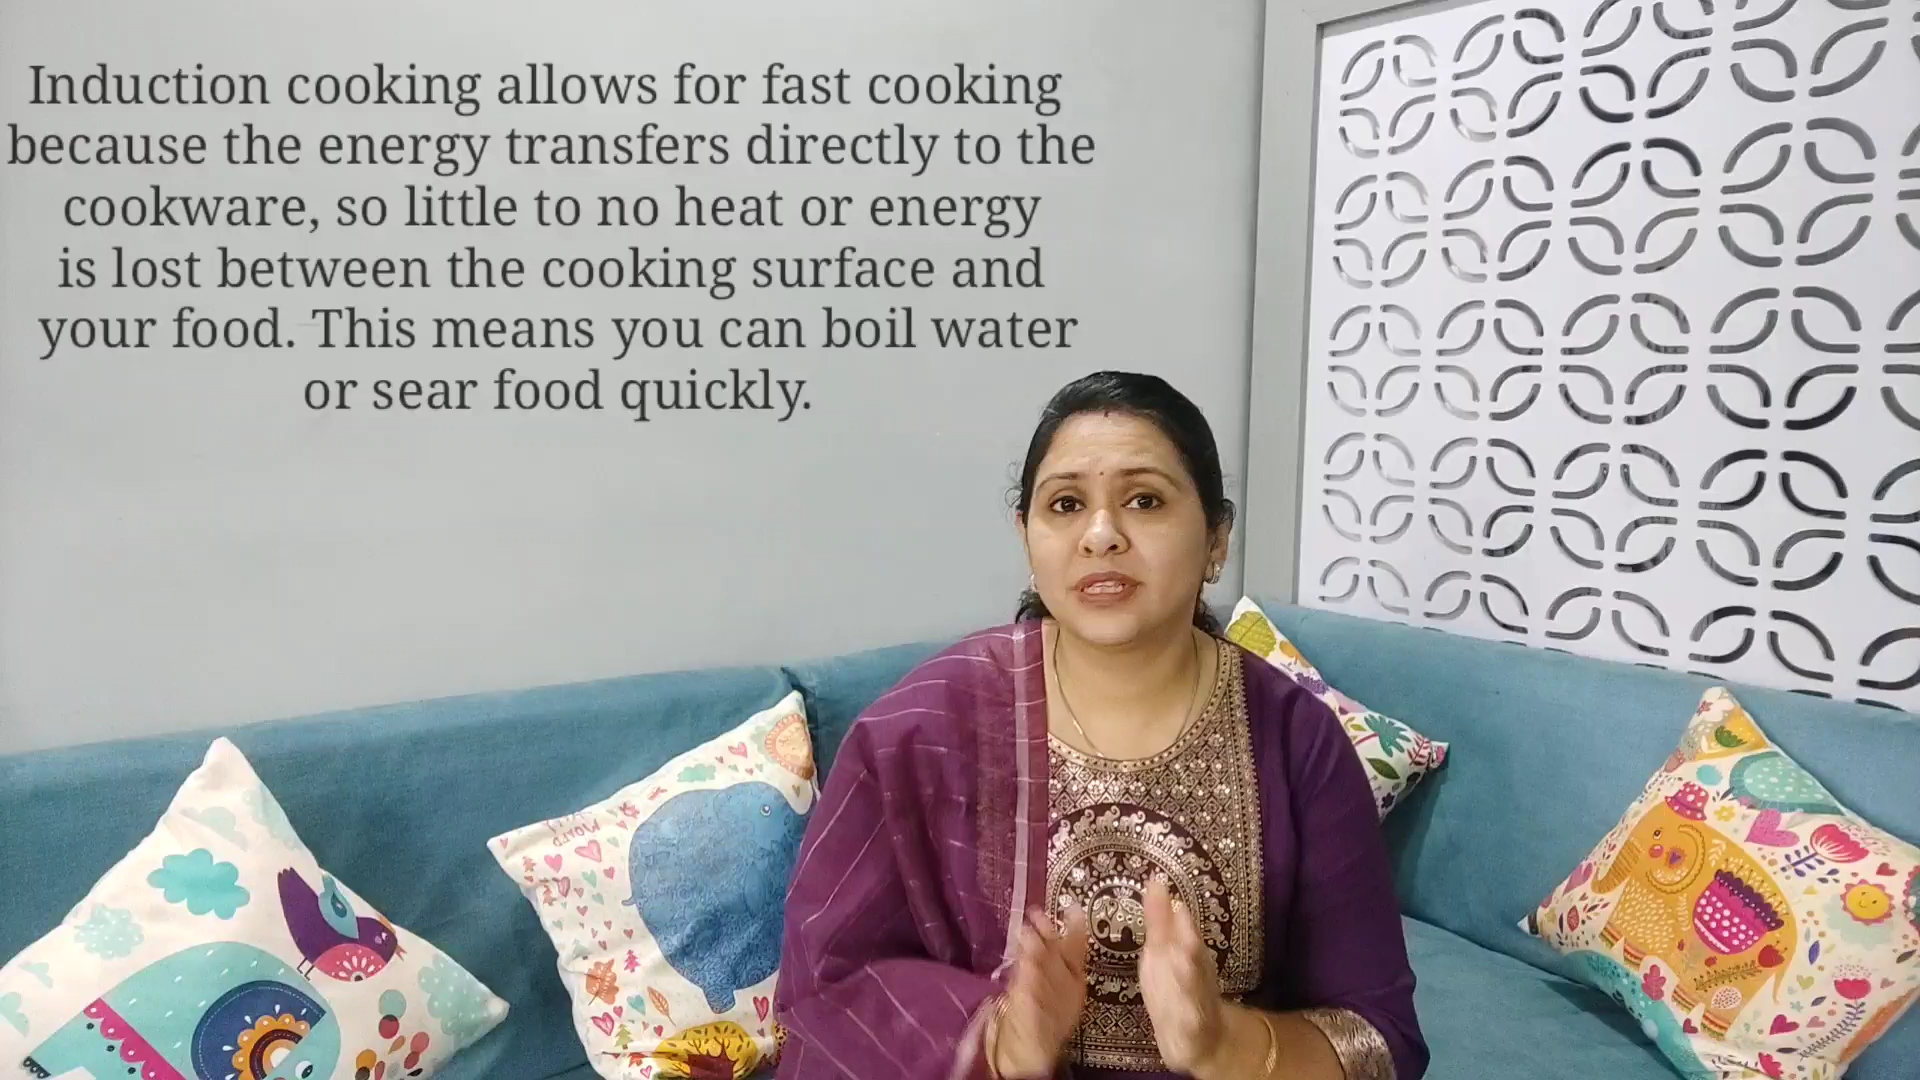 Induction cooking allows for fast cooking
because the energy transfers directly to the
cookware, so little to no heat or energy
is lost between the cooking surface and
your food. This means you can boil water
or sear food quickly.